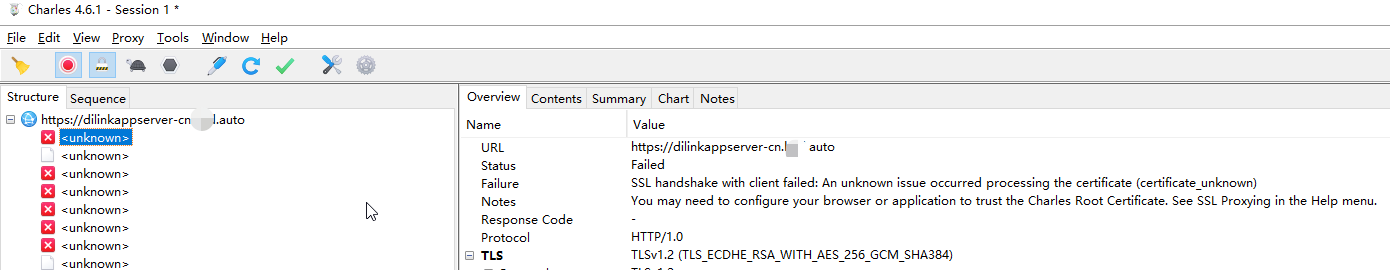 Charles 4.6.1 - Session 1 *
File Edit View Proxy Tools Window Help
Structure Sequence
https://dilinkappserver-cn l.auto
<unknown>
<unknown>
<unknown>
<unknown>
<unknown>
<unknown>
<unknown>
<unknown>
Overview Contents Summary Chart Notes
Name Value
URL https://dilinkappserver-cn. auto
Status Failed
Failure SSL handshake with client failed: An unknown issue occurred processing the certificate (certificate_unknown)
Notes You may need to configure your browser or application to trust the Charles Root Certificate. See SSL Proxying in the Help menu.
Response Code -
Protocol HTTP/1.0
TLS TLSv1.2 (TLS_ECDHE_RSA_WITH_AES_256_GCM_SHA384)